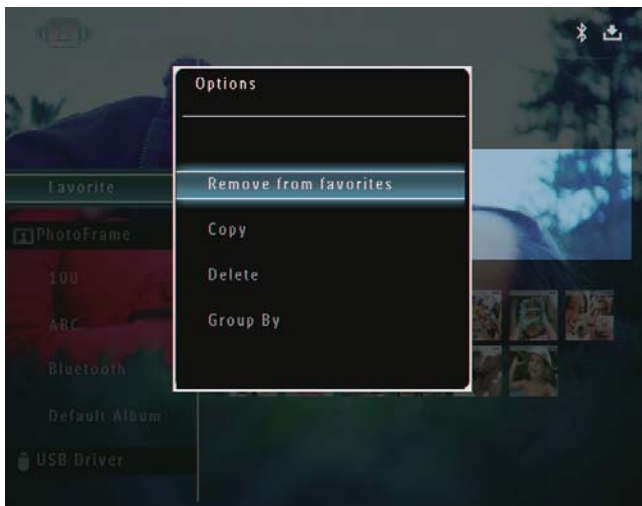 Options
Remove from favorites
Copy
Delete
Group By
Favorite
PhotoFrame
100
ABC
Bluetooth
Default Album
USB Driver